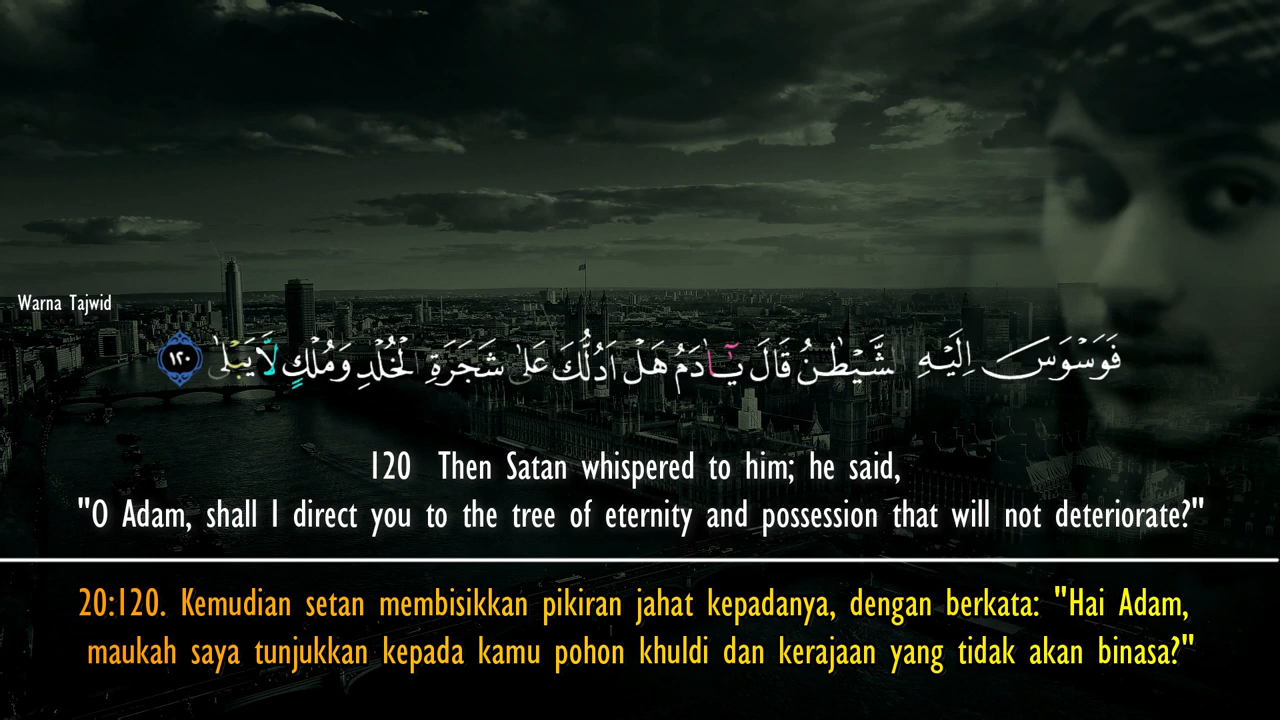 Warna Tajwid
فَوَسْوَسَ اِلَيْهِ شَّيْطٰنُ قَالَ يٰٓاٰدَمُ هَلْ اَدُلُّكَ عَلٰى شَجَرَةِ الْخُلْدِ وَمُلْكٍ لَّا يَبْلٰى ١٢٠
120 Then Satan whispered to him; he said,
"O Adam, shall I direct you to the tree of eternity and possession that will not deteriorate?"
20:120. Kemudian setan membisikkan pikiran jahat kepadanya, dengan berkata: "Hai Adam,
maukah saya tunjukkan kepada kamu pohon khuldi dan kerajaan yang tidak akan binasa?"